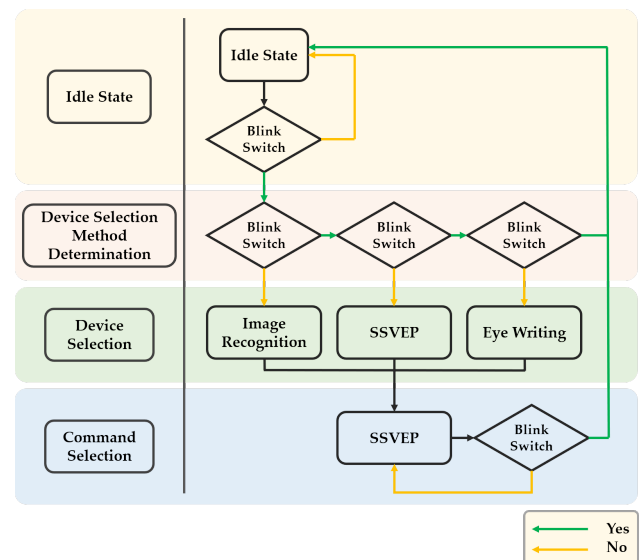 Idle State
Idle State
Blink
Switch
Device Selection
Method
Determination
Blink
Switch
Blink
Switch
Blink
Switch
Device
Selection
Image
Recognition
SSVEP
Eye Writing
Command
Selection
SSVEP
Blink
Switch
Yes
No